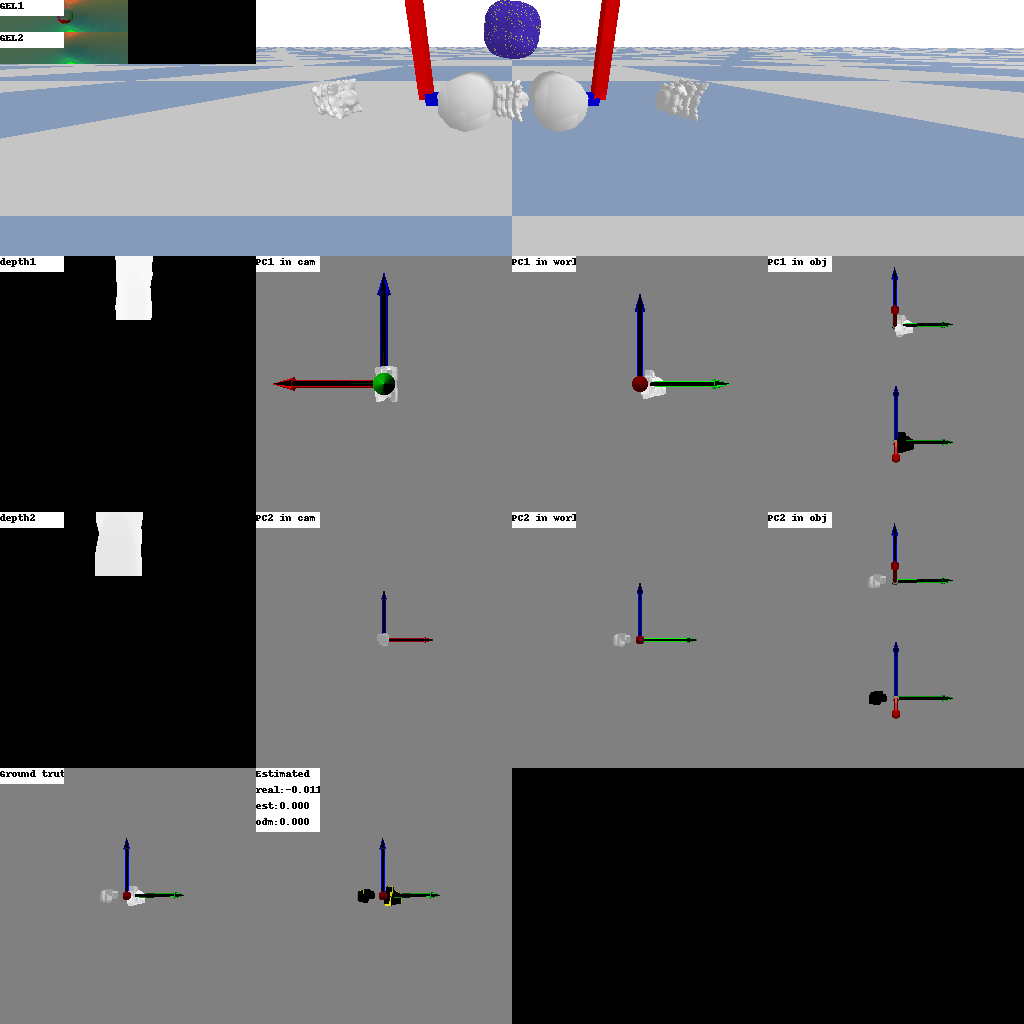 GEL1
GEL2
depth1
PC1 in cam
PC1 in worl
PC1 in obj
depth2
PC2 in cam
PC2 in worl
PC2 in obj
Ground trut
Estimated
real:-0.011
est:0.000
odm:0.000